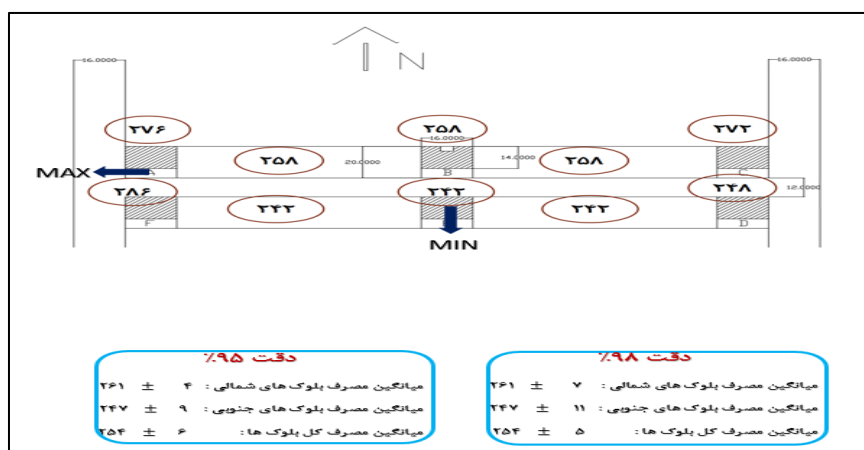 N
16.0000 16.0000
۲۷۶ ۲۵۸ ۲۷۲
16.0000
۲۵۸ 20.0000 14.0000 ۲۵۸
MAX A B C
۲۸۶ ۲۴۲ ۲۴۸ 12.0000
۲۴۲ ۲۴۲
F D
MIN
دقت ۹۸٪
میانگین مصرف بلوک های شمالی : ۷ ± ۲۶۱
میانگین مصرف بلوک های جنوبی : ۱۱ ± ۲۴۷
میانگین مصرف کل بلوک ها : ۵ ± ۲۵۴
دقت ۹۵٪
میانگین مصرف بلوک های شمالی : ۴ ± ۲۶۱
میانگین مصرف بلوک های جنوبی : ۹ ± ۲۴۷
میانگین مصرف کل بلوک ها : ۶ ± ۲۵۴